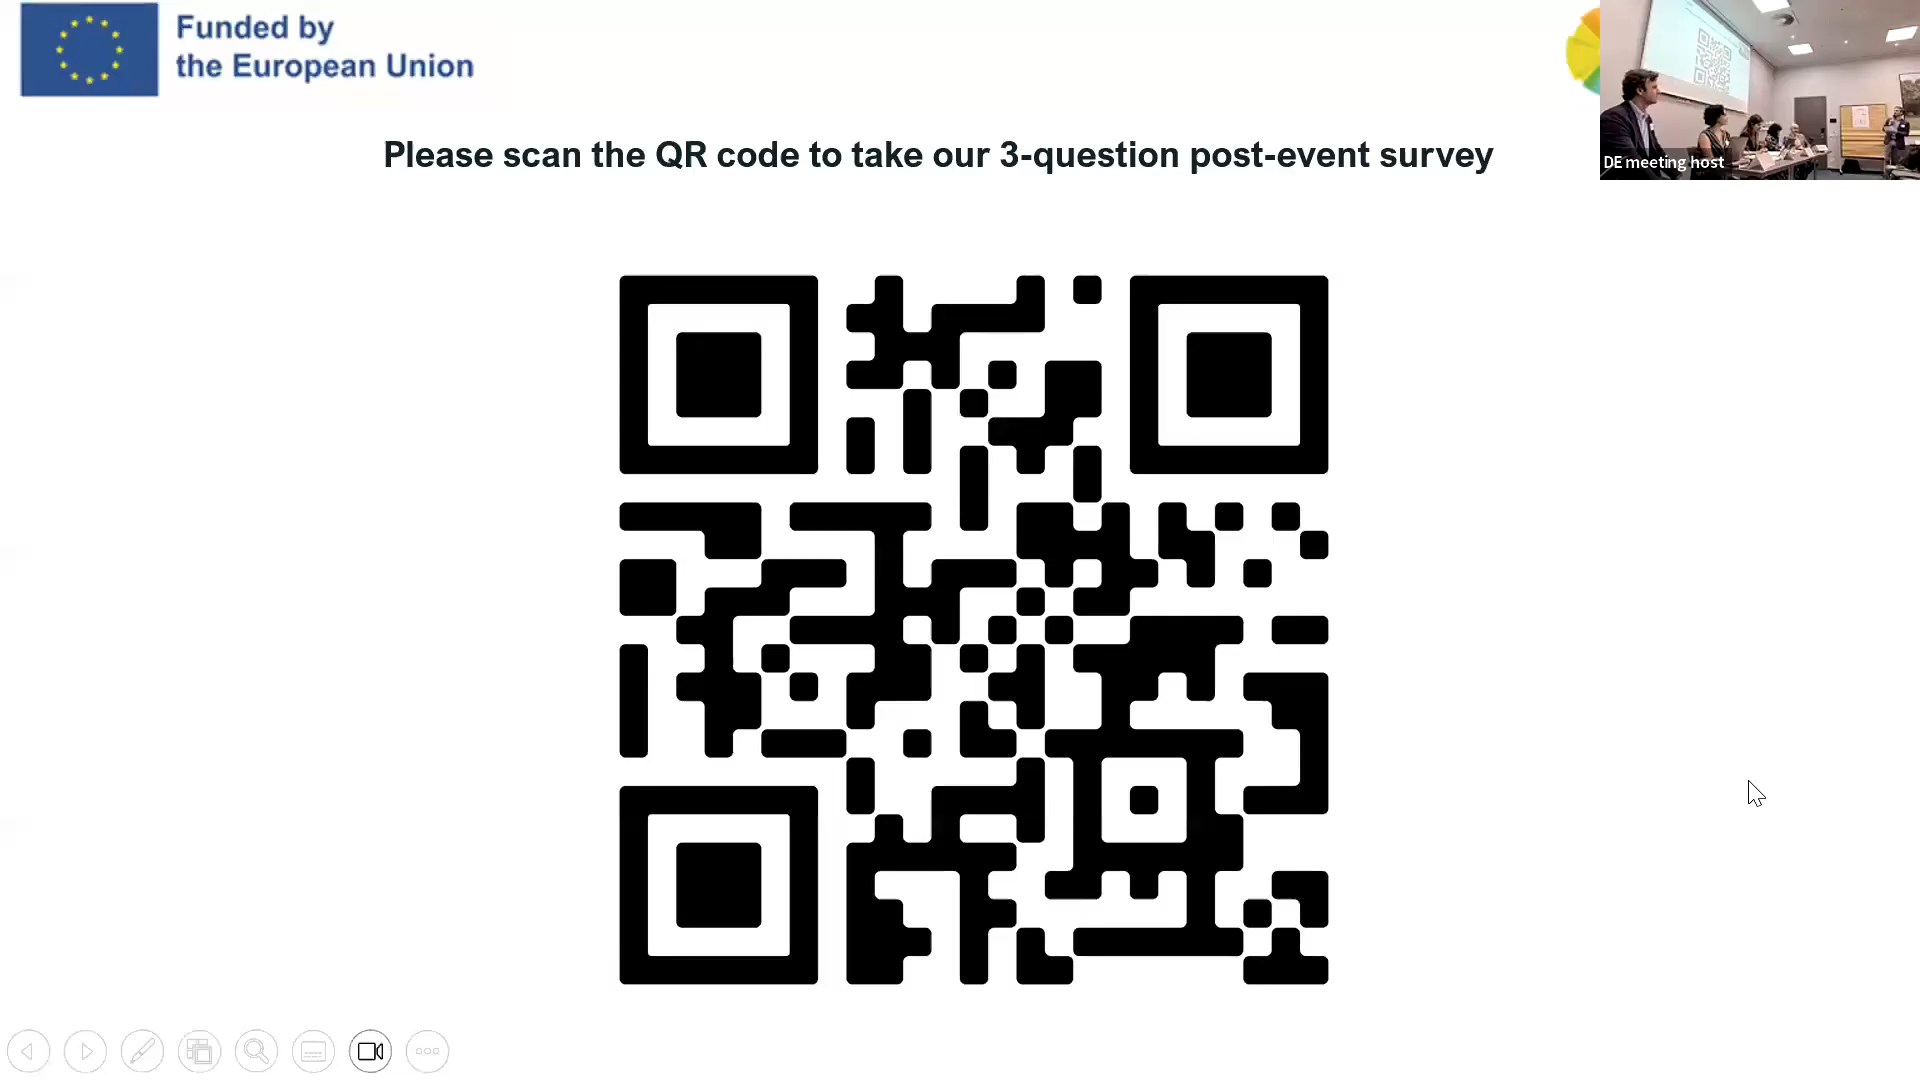 Funded by
the European Union
Please scan the QR code to take our 3-question post-event survey
DE meeting host